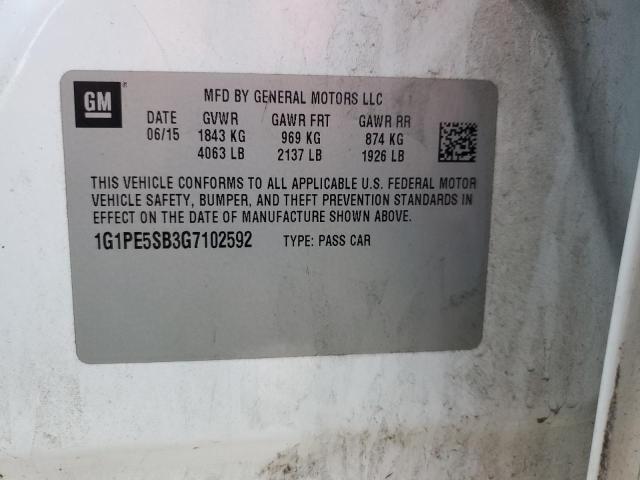 GM
MFD BY GENERAL MOTORS LLC
DATE GVWR GAWR FRT GAWR RR
06/15 1843 KG 969 KG 874 KG
4063 LB 2137 LB 1926 LB
THIS VEHICLE CONFORMS TO ALL APPLICABLE U.S. FEDERAL MOTOR
VEHICLE SAFETY, BUMPER, AND THEFT PREVENTION STANDARDS IN
EFFECT ON THE DATE OF MANUFACTURE SHOWN ABOVE.
1G1PE5SB3G7102592 TYPE: PASS CAR